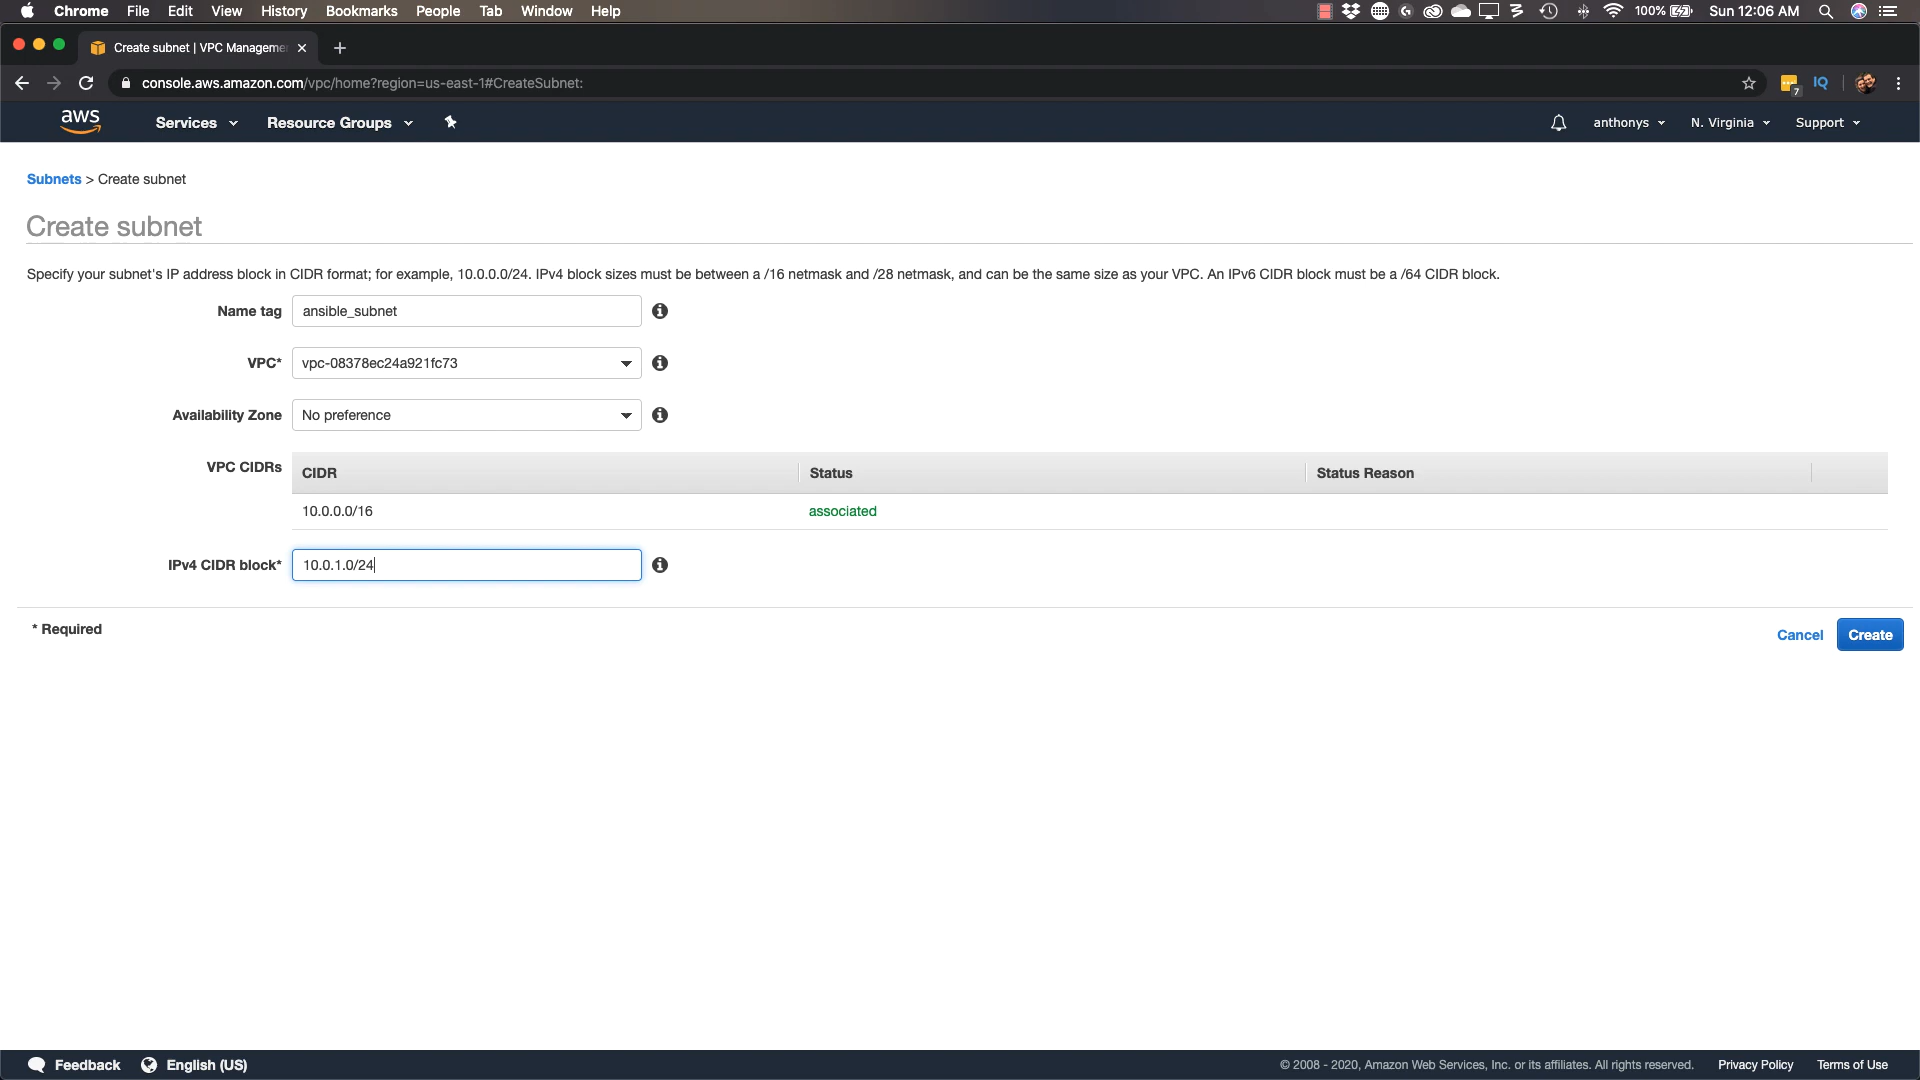 Chrome File Edit View History Bookmarks People Tab Window Help 100% Sun 12:06 AM
Create subnet | VPC Manageme
console.aws.amazon.com/vpc/home?region=us-east-1#CreateSubnet: 7 IQ
aws Services Resource Groups anthonys N. Virginia Support
Subnets > Create subnet
Create subnet
Specify your subnet's IP address block in CIDR format; for example, 10.0.0.0/24. IPv4 block sizes must be between a /16 netmask and /28 netmask, and can be the same size as your VPC. An IPv6 CIDR block must be a /64 CIDR block.
Name tag ansible_subnet
VPC* vpc-08378ec24a921fc73
Availability Zone No preference
VPC CIDRs CIDR Status Status Reason
10.0.0.0/16 associated
IPv4 CIDR block* 10.0.1.0/24
* Required
Cancel Create
Feedback English (US) © 2008 - 2020, Amazon Web Services, Inc. or its affiliates. All rights reserved. Privacy Policy Terms of Use